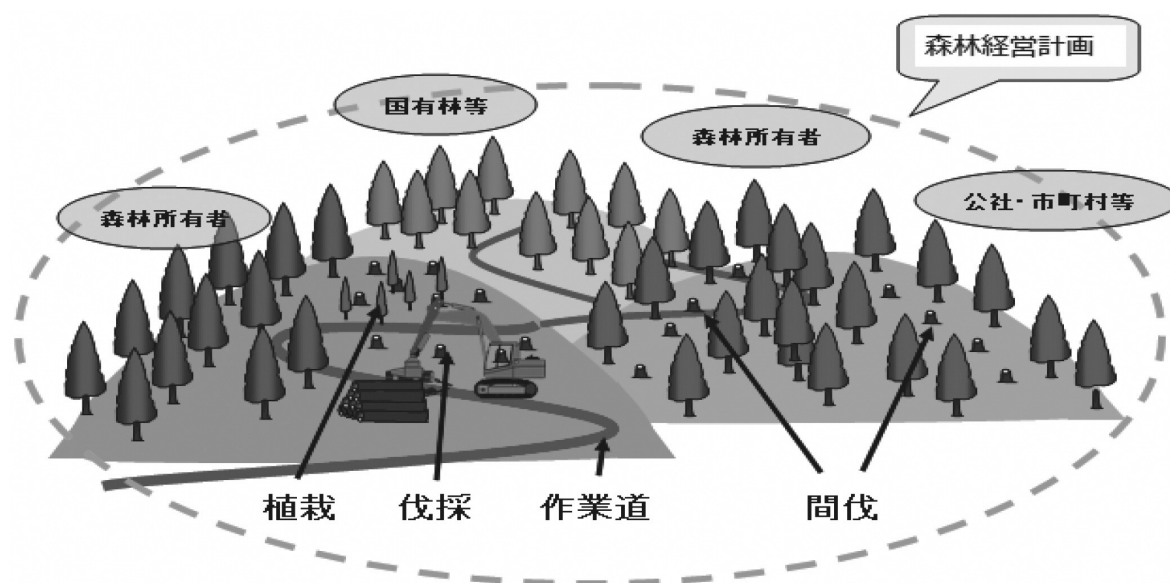 森林経営計画
国有林等
森林所有者
森林所有者
公社・市町村等
植栽
伐採
作業道
間伐